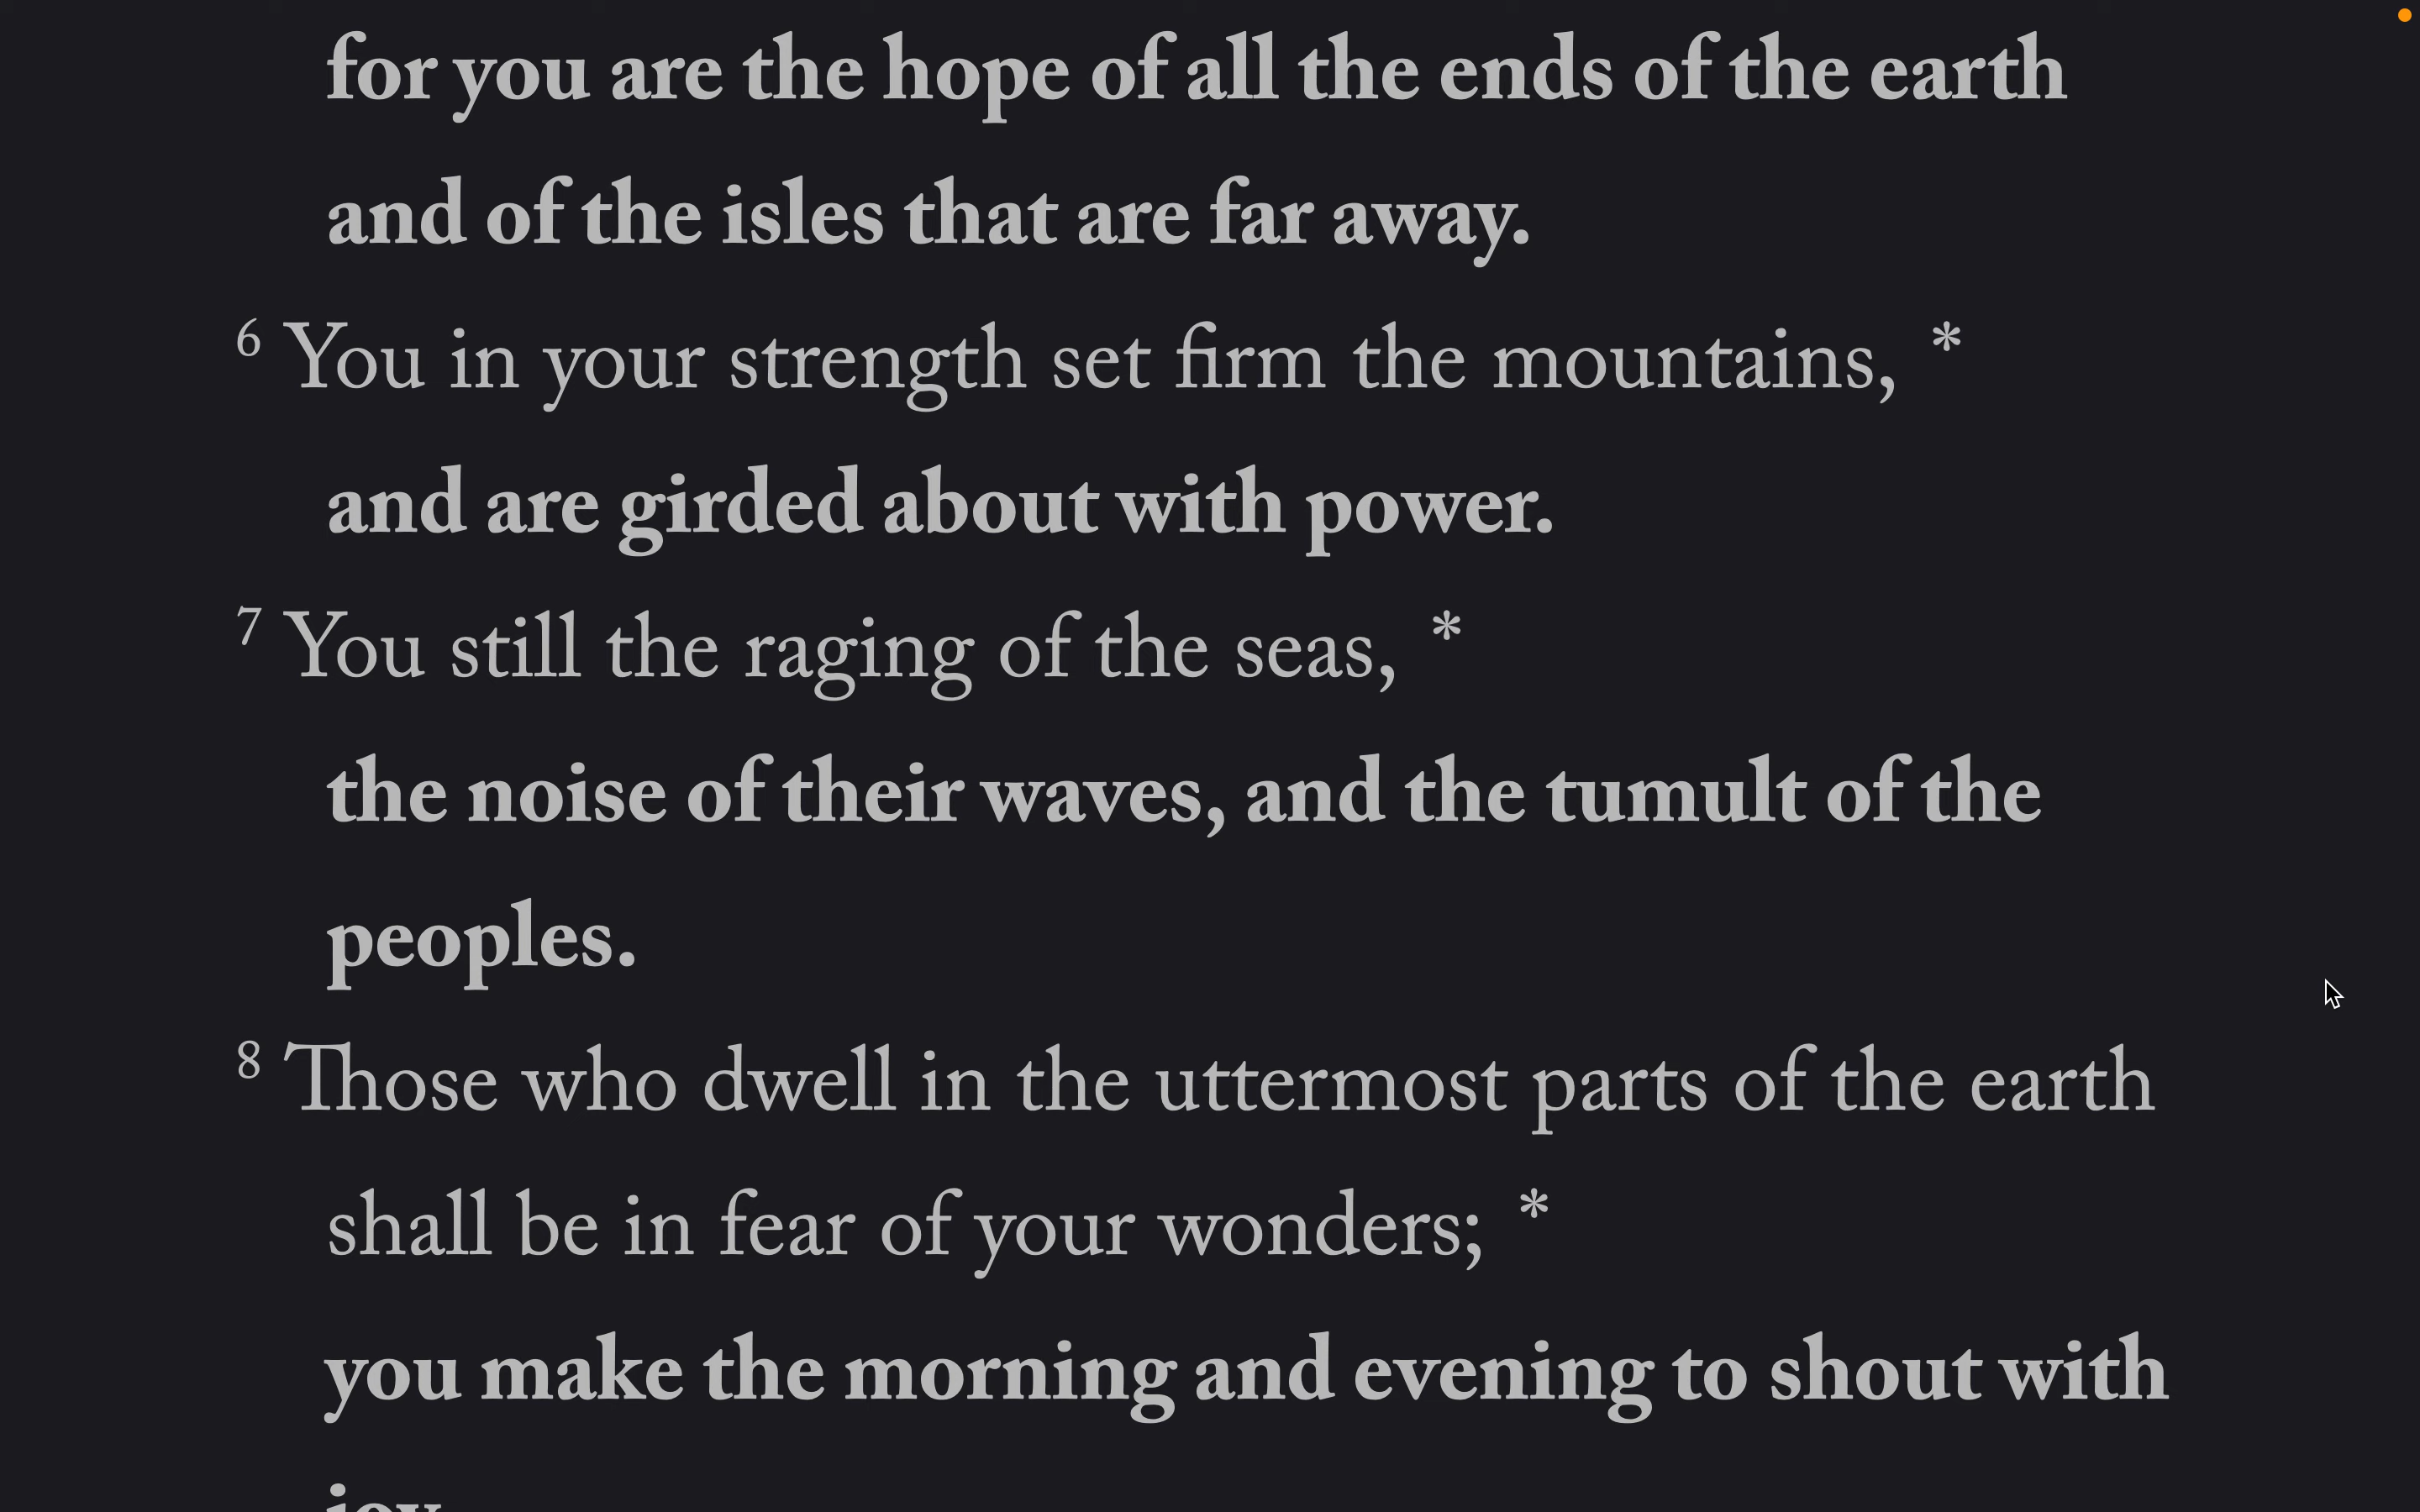 for you are the hope of all the ends of the earth
and of the isles that are far away.
6 You in your strength set firm the mountains, *
and are girded about with power.
7 You still the raging of the seas, *
the noise of their waves, and the tumult of the
peoples.
8 Those who dwell in the uttermost parts of the earth
shall be in fear of your wonders; *
you make the morning and evening to shout with
joy